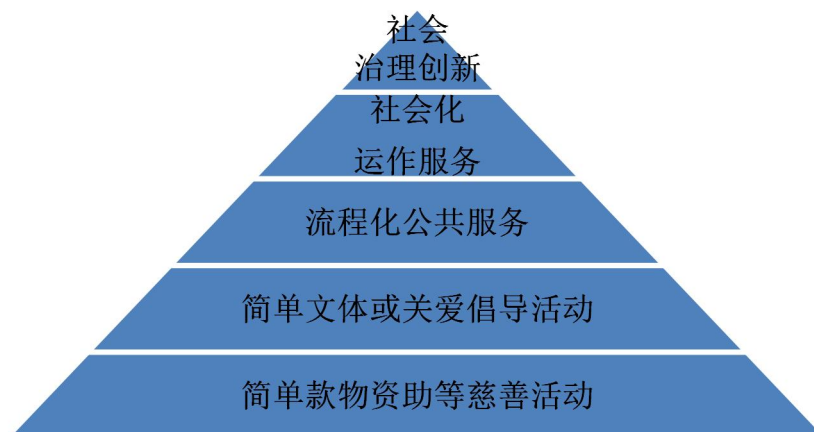 社会
治理创新
社会化
运作服务
流程化公共服务
简单文体或关爱倡导活动
简单款物资助等慈善活动